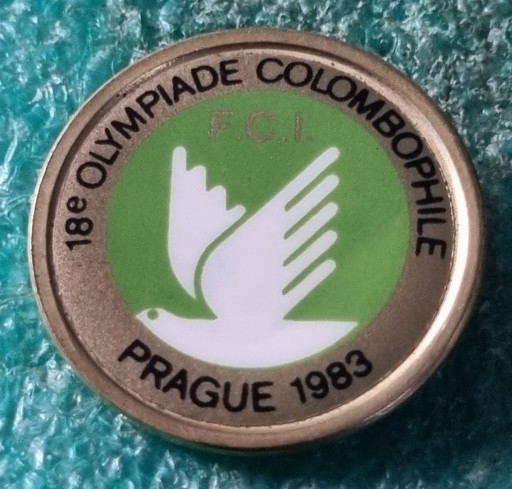 18e OLYMPIADE COLOMBOPHILE
F.C.I.
PRAGUE 1983